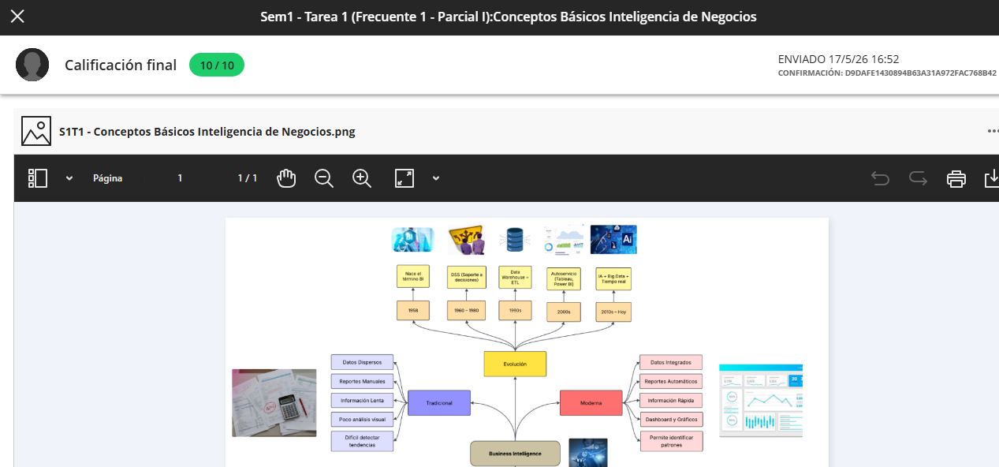 Sem1 - Tarea 1 (Frecuente 1 - Parcial I):Conceptos Básicos Inteligencia de Negocios
Calificación final
10 / 10
ENVIADO 17/5/26 16:52
CONFIRMACIÓN: D9DAFE1430894B63A31A972FAC768B42
S1T1 - Conceptos Básicos Inteligencia de Negocios.png
Página
1
1 / 1
Ai
Nace el
término BI
DSS (Soporte a
decisiones)
Data
Warehouse +
ETL
Autoservicio
(Tableau,
Power BI)
IA + Big Data +
Tiempo real
1958
1960 – 1980
1990s
2000s
2010s – Hoy
Evolución
Datos Dispersos
Reportes Manuales
Información Lenta
Poco análisis visual
Difícil detectar
tendencias
Tradicional
Moderna
Datos Integrados
Reportes Automáticos
Información Rápida
Dashboard y Gráficos
Permite identificar
patrones
Business Intelligence